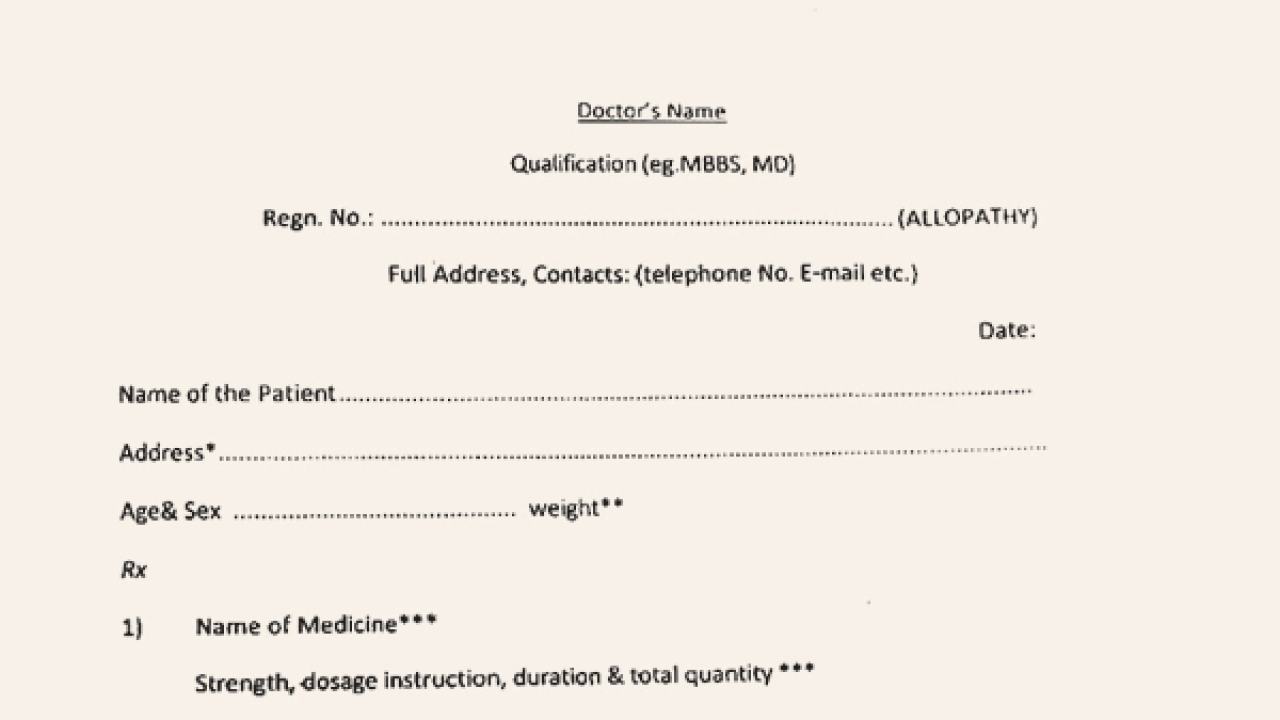 Doctor's Name
Qualification (eg.MBBS, MD)
Regn. No.: ............................................................................... (ALLOPATHY)
Full Address, Contacts: (telephone No. E-mail etc.)
Date:
Name of the Patient..........................................................................................................
Address*..............................................................................................................................
Age& Sex ........................................... weight**
Rx
1) Name of Medicine***
Strength, dosage instruction, duration & total quantity ***